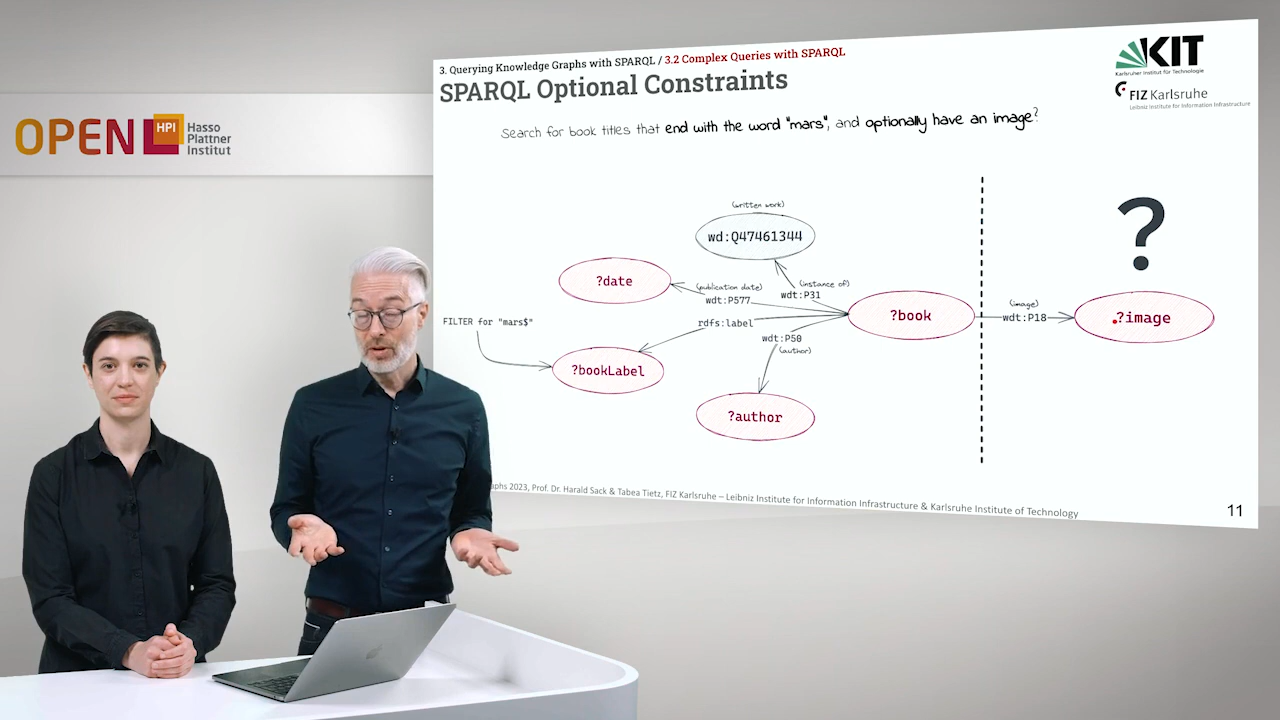 OPEN HPI Hasso
Plattner
Institut
3. Querying Knowledge Graphs with SPARQL / 3.2 Complex Queries with SPARQL
SPARQL Optional Constraints
KIT
Karlsruher Institut für Technologie
FIZ Karlsruhe
Leibniz Institute for Information Infrastructure
Search for book titles that end with the word "mars", and optionally have an image?
(written work)
wd:Q47461344
?
?date
(publication date)
wdt:P577
(instance of)
wdt:P31
(image)
wdt:P18
?book
?image
FILTER for "mars$"
rdfs:label
wdt:P50
(author)
?bookLabel
?author
aphs 2023, Prof. Dr. Harald Sack & Tabea Tietz, FIZ Karlsruhe – Leibniz Institute for Information Infrastructure & Karlsruhe Institute of Technology
11